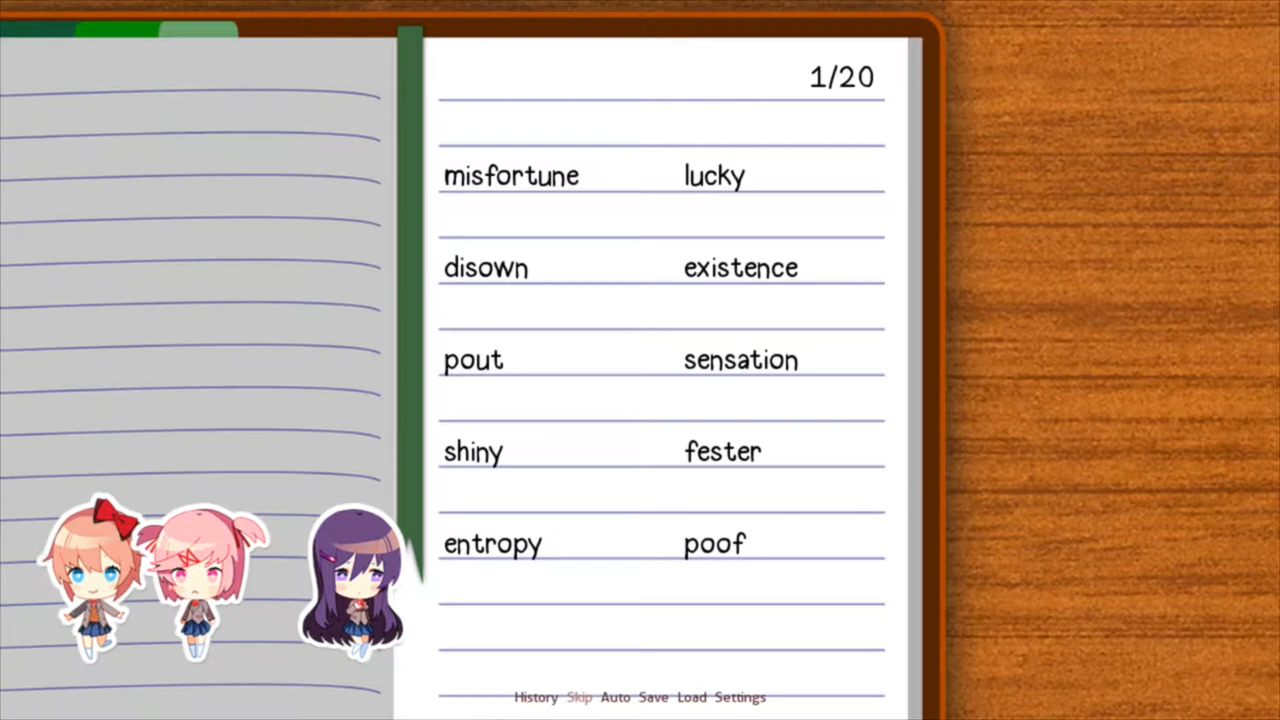 1/20
misfortune lucky
disown existence
pout sensation
shiny fester
entropy poof
History Skip Auto Save Load Settings